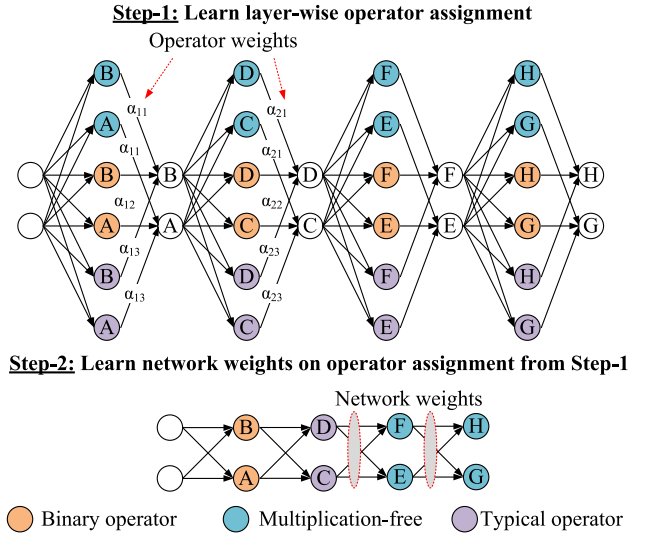 Step-1: Learn layer-wise operator assignment
Operator weights
B D F H
α11 α21
A C E G
α11 α21
B B D D F F H H
α12 α22
A A C C E E G G
α13 α23
B D F H
α13 α23
A C E G
Step-2: Learn network weights on operator assignment from Step-1
Network weights
B D F H
A C E G
Binary operator Multiplication-free Typical operator